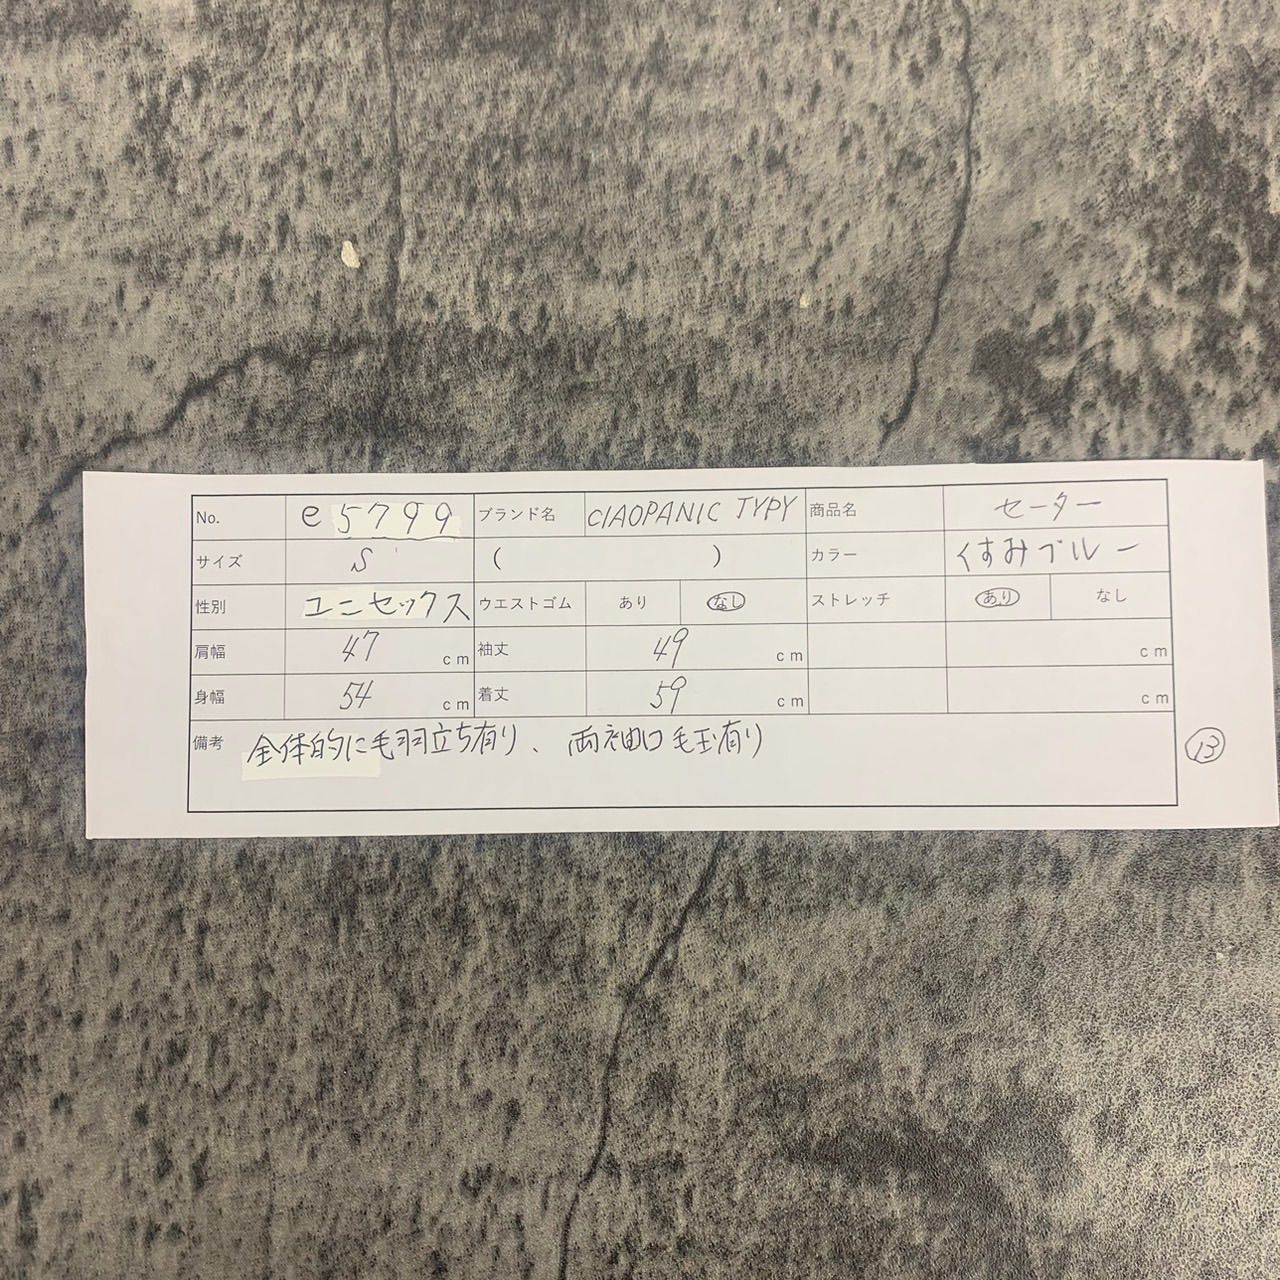 No. e5799 ブランド名 CIAOPANIC TYPY 商品名 セーター
サイズ S ( ) カラー くすみブルー
性別 ユニセックス ウエストゴム あり なし ストレッチ あり なし
肩幅 47 cm 袖丈 49 cm cm
身幅 54 cm 着丈 59 cm cm
備考 全体的に毛羽立ち有り、両袖口毛玉有り
13